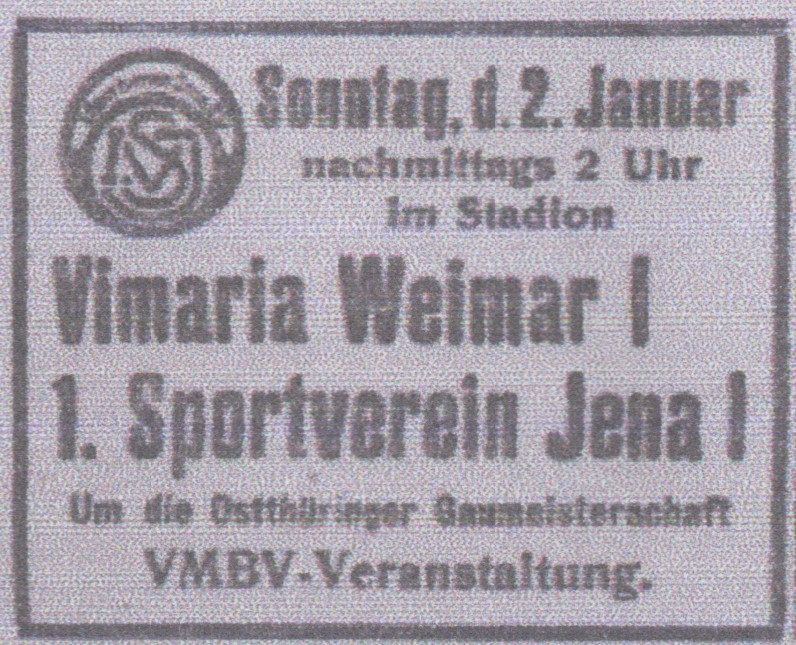 Sonntag, d. 2. Januar
nachmittags 2 Uhr
im Stadion
Vimaria Weimar I
1. Sportverein Jena I
Um die Ostthüringer Gaumeisterschaft
VMBV-Veranstaltung.